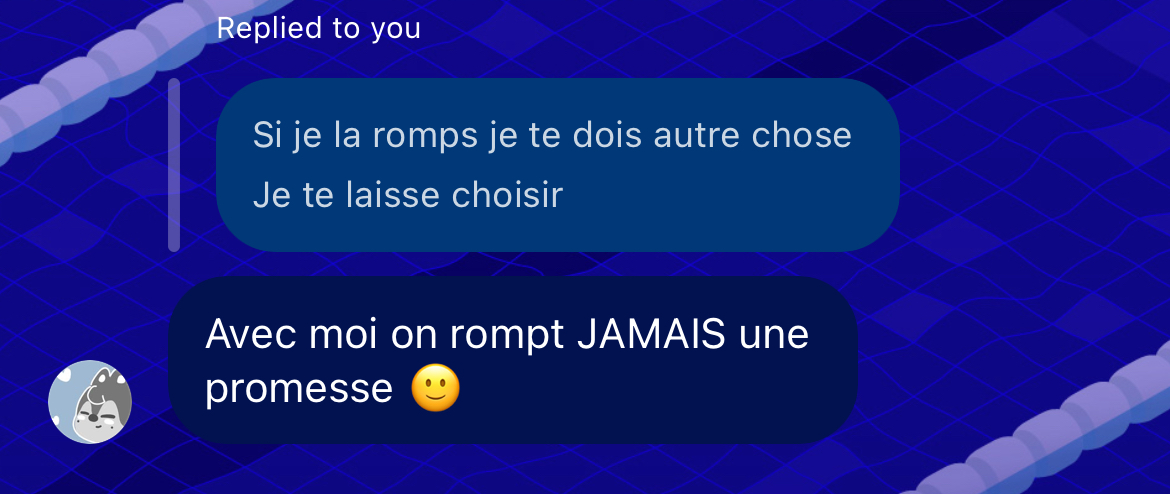 Replied to you
Si je la romps je te dois autre chose
Je te laisse choisir
Avec moi on rompt JAMAIS une
promesse 🙂